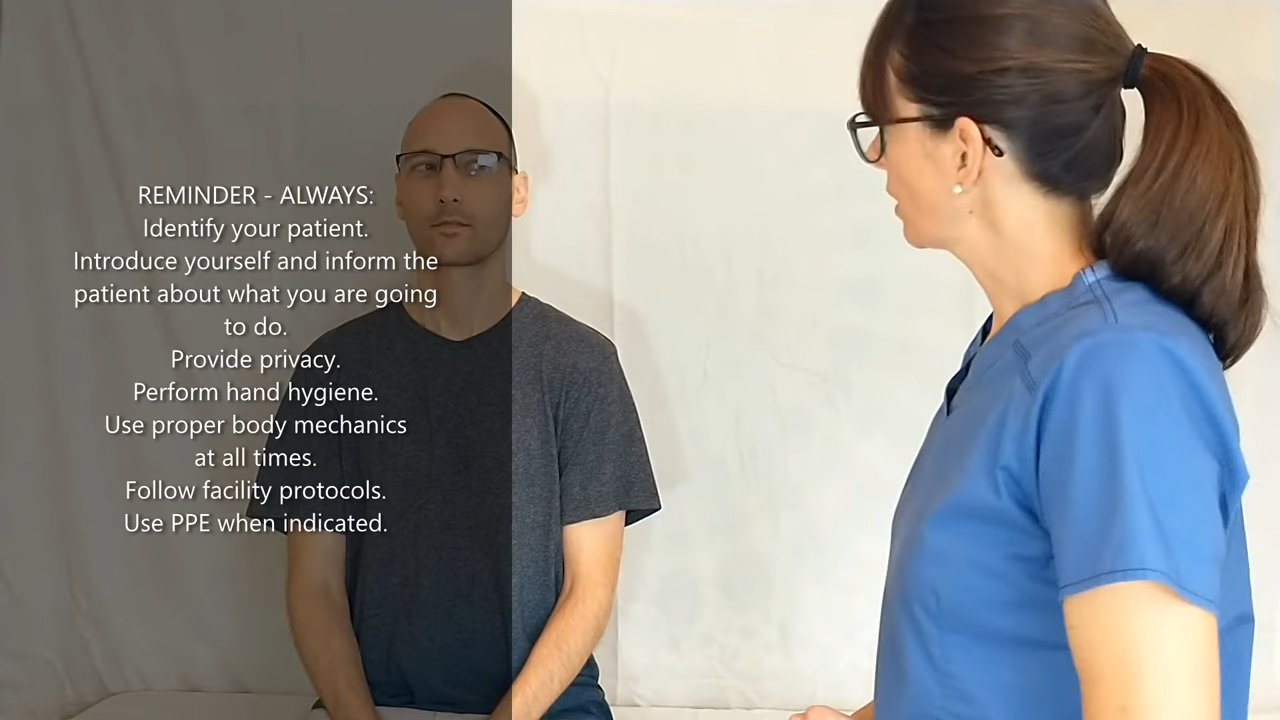 REMINDER - ALWAYS:
Identify your patient.
Introduce yourself and inform the
patient about what you are going
to do.
Provide privacy.
Perform hand hygiene.
Use proper body mechanics
at all times.
Follow facility protocols.
Use PPE when indicated.